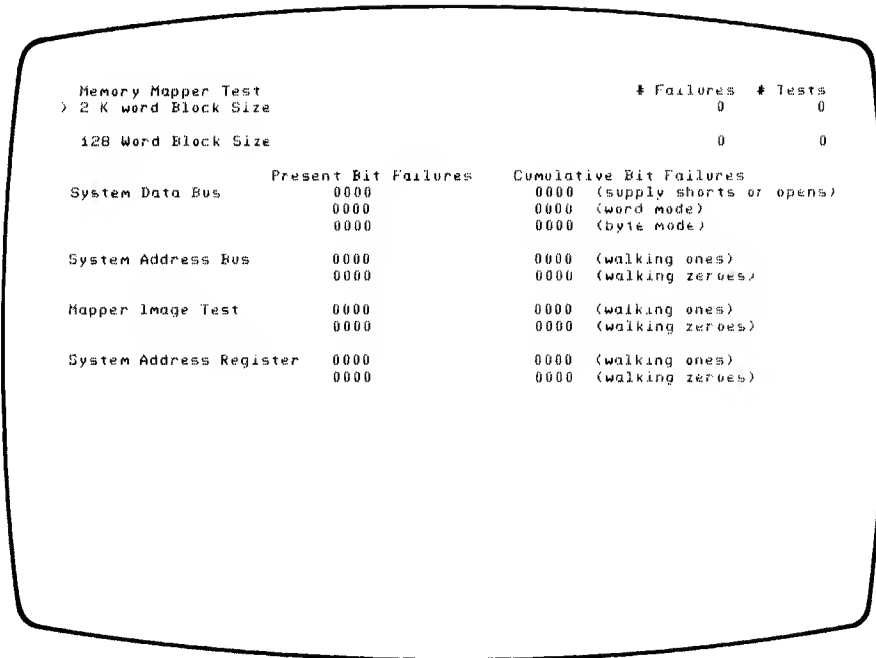 Memory Mapper Test # Failures # Tests
> 2 K word Block Size 0 0
128 Word Block Size 0 0
Present Bit Failures Cumulative Bit Failures
System Data Bus 0000 0000 (supply shorts or opens)
0000 0000 (word mode)
0000 0000 (byte mode)
System Address Bus 0000 0000 (walking ones)
0000 0000 (walking zeroes)
Mapper Image Test 0000 0000 (walking ones)
0000 0000 (walking zeroes)
System Address Register 0000 0000 (walking ones)
0000 0000 (walking zeroes)